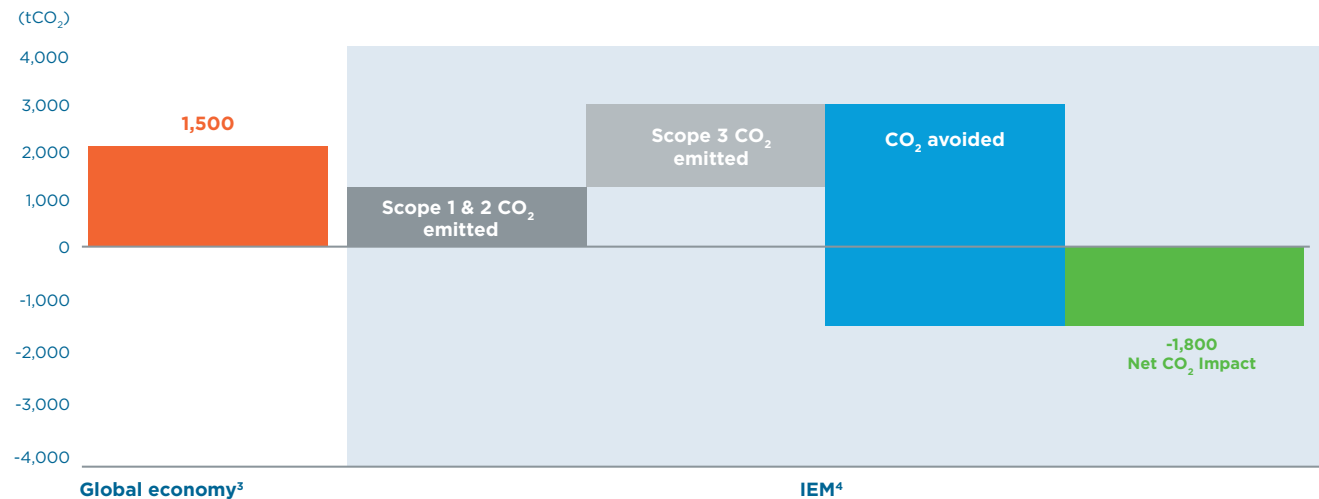 (tCO₂)
4,000
3,000
2,000
1,000
0
-1,000
-2,000
-3,000
-4,000
1,500
Scope 1 & 2 CO₂
emitted
Scope 3 CO₂
emitted
CO₂ avoided
-1,800
Net CO₂ Impact
Global economy³
IEM⁴